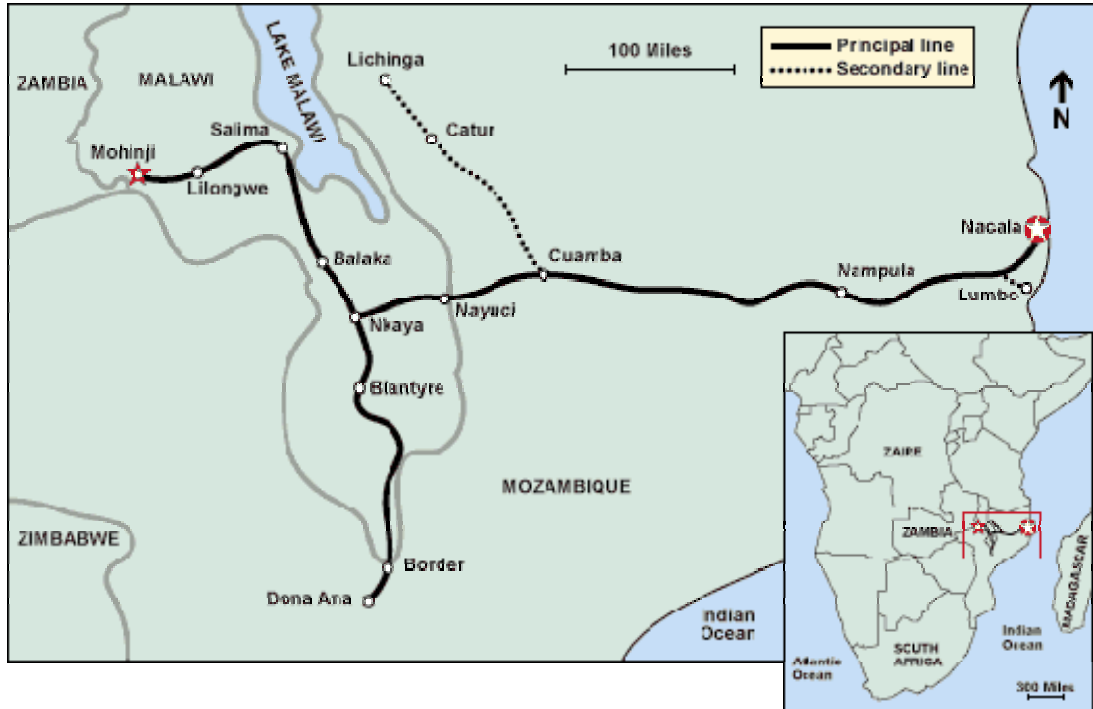 Principal line
Secondary line
100 Miles
N
ZAMBIA
MALAWI
LAKE MALAWI
Lichinga
Catur
Salima
Mohinji
Lilongwe
Nacala
Balaka
Cuamba
Nampula
Lumbo
Nayuci
Nkaya
Blantyre
MOZAMBIQUE
ZIMBABWE
Border
Dona Ana
Indian
Ocean
ZAIRE
ZAMBIA
MADAGASCAR
SOUTH
AFRICA
Indian
Ocean
Atlantic
Ocean
300 Miles